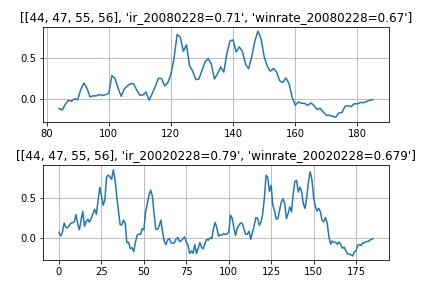 [[44, 47, 55, 56], 'ir_20080228=0.71', 'winrate_20080228=0.67']
0.5
0.0
80 100 120 140 160 180
[[44, 47, 55, 56], 'ir_20020228=0.79', 'winrate_20020228=0.679']
0.5
0.0
0 25 50 75 100 125 150 175